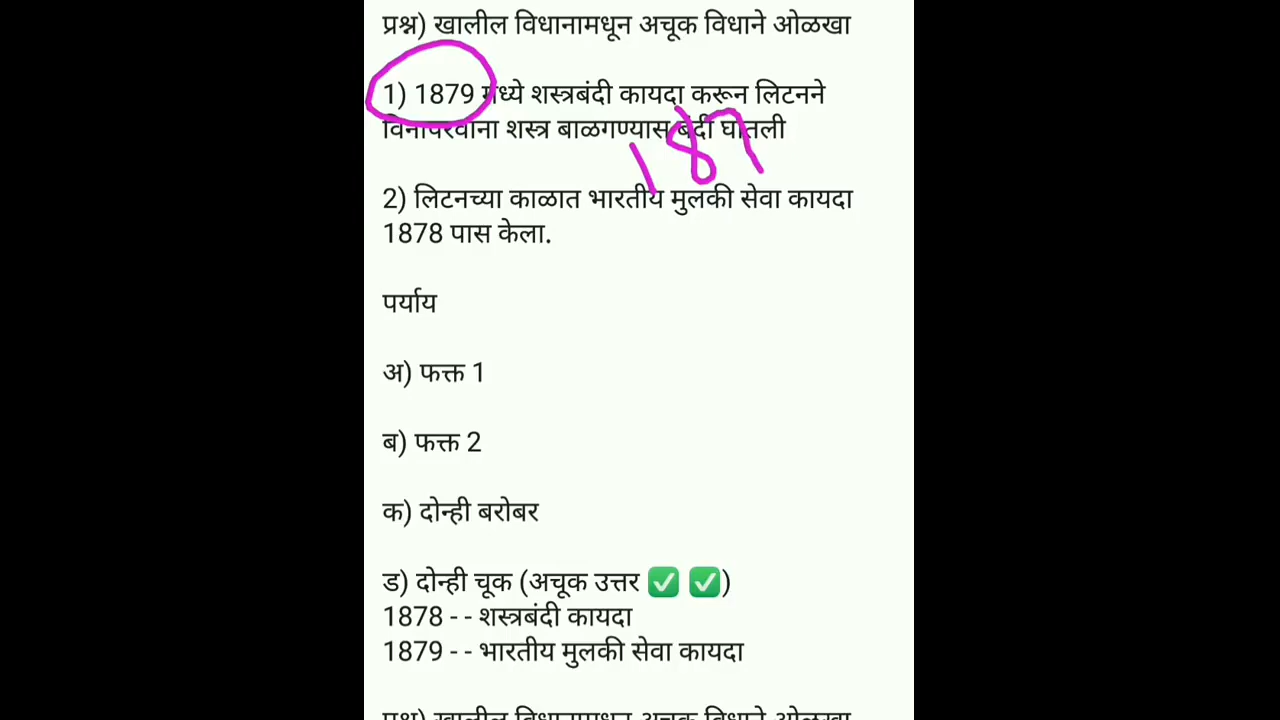 प्रश्न) खालील विधानामधून अचूक विधाने ओळखा
1) 1879 मध्ये शस्त्रबंदी कायदा करून लिटनने
विनापरवाना शस्त्र बाळगण्यास बंदी घातली
187
2) लिटनच्या काळात भारतीय मुलकी सेवा कायदा
1878 पास केला.
पर्याय
अ) फक्त 1
ब) फक्त 2
क) दोन्ही बरोबर
ड) दोन्ही चूक (अचूक उत्तर ✅ ✅)
1878 - - शस्त्रबंदी कायदा
1879 - - भारतीय मुलकी सेवा कायदा
प्रश्न) खालील विधानामधून अचूक विधाने ओळखा